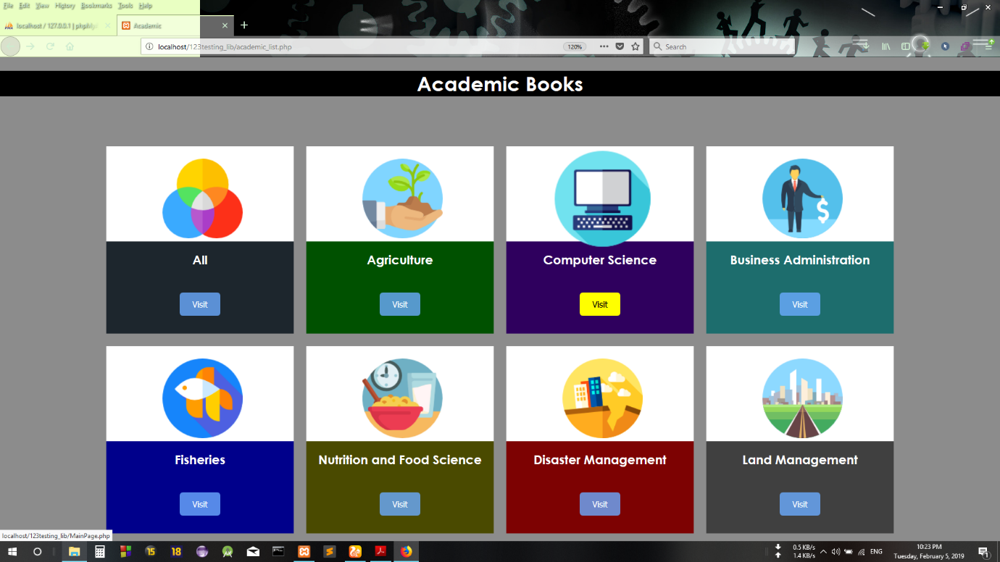 File Edit View History Bookmarks Tools Help
localhost / 127.0.0.1 | phpMy
Academic
localhost/123testing_lib/academic_list.php
120%
Search
Academic Books
All
Agriculture
Computer Science
Business Administration
Visit
Visit
Visit
Visit
Fisheries
Nutrition and Food Science
Disaster Management
Land Management
Visit
Visit
Visit
Visit
localhost/123testing_lib/MainPage.php
15
18
0.5 KB/s
1.4 KB/s
ENG
10:23 PM
Tuesday, February 5, 2019
1